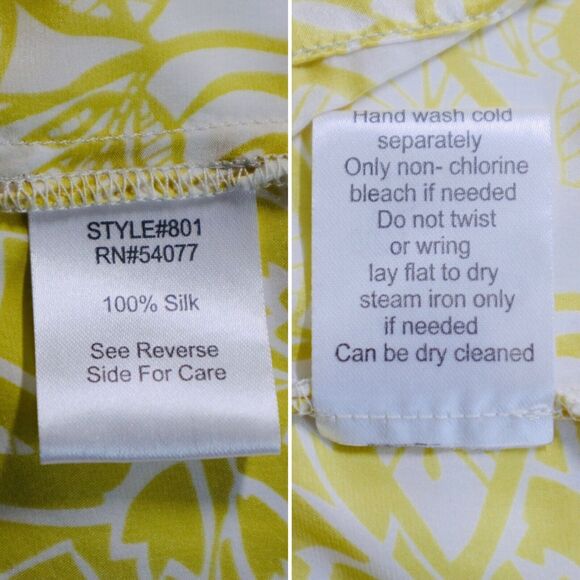 STYLE#801
RN#54077
100% Silk
See Reverse
Side For Care
Hand wash cold
separately
Only non- chlorine
bleach if needed
Do not twist
or wring
lay flat to dry
steam iron only
if needed
Can be dry cleaned